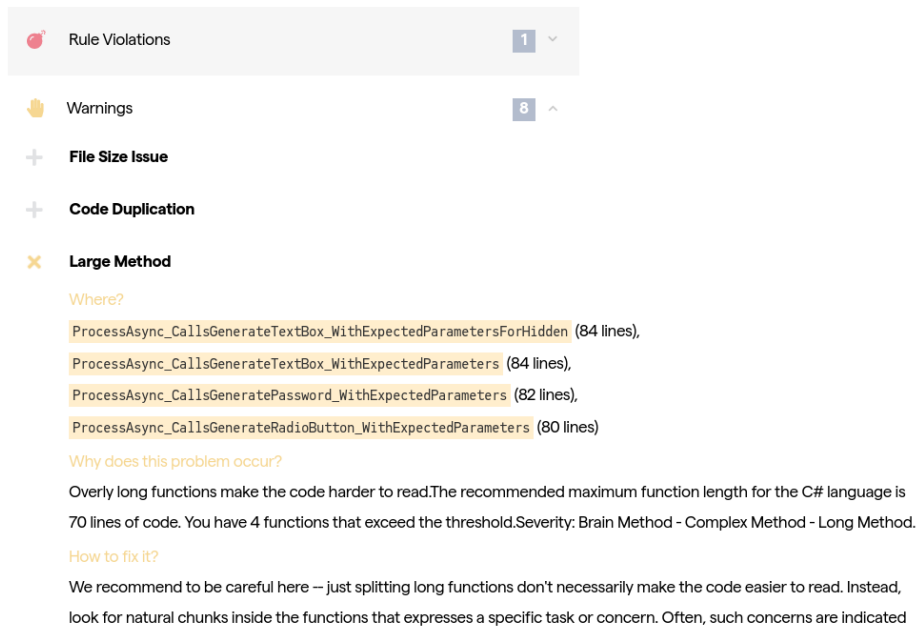 Rule Violations 1
Warnings 8
File Size Issue
Code Duplication
Large Method
Where?
ProcessAsync_CallsGenerateTextBox_WithExpectedParametersForHidden (84 lines),
ProcessAsync_CallsGenerateTextBox_WithExpectedParameters (84 lines),
ProcessAsync_CallsGeneratePassword_WithExpectedParameters (82 lines),
ProcessAsync_CallsGenerateRadioButton_WithExpectedParameters (80 lines)
Why does this problem occur?
Overly long functions make the code harder to read.The recommended maximum function length for the C# language is
70 lines of code. You have 4 functions that exceed the threshold.Severity: Brain Method - Complex Method - Long Method.
How to fix it?
We recommend to be careful here -- just splitting long functions don't necessarily make the code easier to read. Instead,
look for natural chunks inside the functions that expresses a specific task or concern. Often, such concerns are indicated